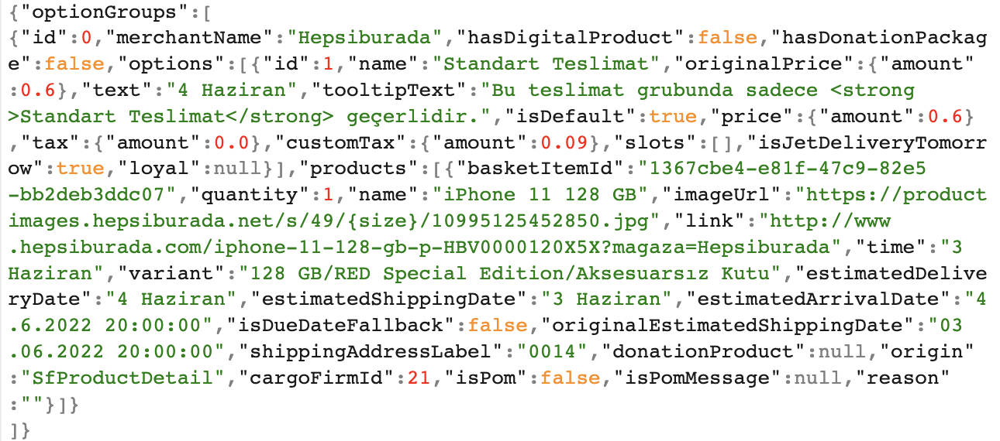 {"optionGroups":[
{"id":0,"merchantName":"Hepsiburada","hasDigitalProduct":false,"hasDonationPackag
e":false,"options":[{"id":1,"name":"Standart Teslimat","originalPrice":{"amount"
:0.6},"text":"4 Haziran","tooltipText":"Bu teslimat grubunda sadece <strong
>Standart Teslimat</strong> geçerlidir.","isDefault":true,"price":{"amount":0.6}
,"tax":{"amount":0.0},"customTax":{"amount":0.09},"slots":[],"isJetDeliveryTomorr
ow":true,"loyal":null}],"products":[{"basketItemId":"1367cbe4-e81f-47c9-82e5
-bb2deb3ddc07","quantity":1,"name":"iPhone 11 128 GB","imageUrl":"https://product
images.hepsiburada.net/s/49/{size}/10995125452850.jpg","link":"http://www
.hepsiburada.com/iphone-11-128-gb-p-HBV0000120X5X?magaza=Hepsiburada","time":"3
Haziran","variant":"128 GB/RED Special Edition/Aksesuarsız Kutu","estimatedDelive
ryDate":"4 Haziran","estimatedShippingDate":"3 Haziran","estimatedArrivalDate":"4
.6.2022 20:00:00","isDueDateFallback":false,"originalEstimatedShippingDate":"03
.06.2022 20:00:00","shippingAddressLabel":"0014","donationProduct":null,"origin"
:"SfProductDetail","cargoFirmId":21,"isPom":false,"isPomMessage":null,"reason"
:""}]}
]}